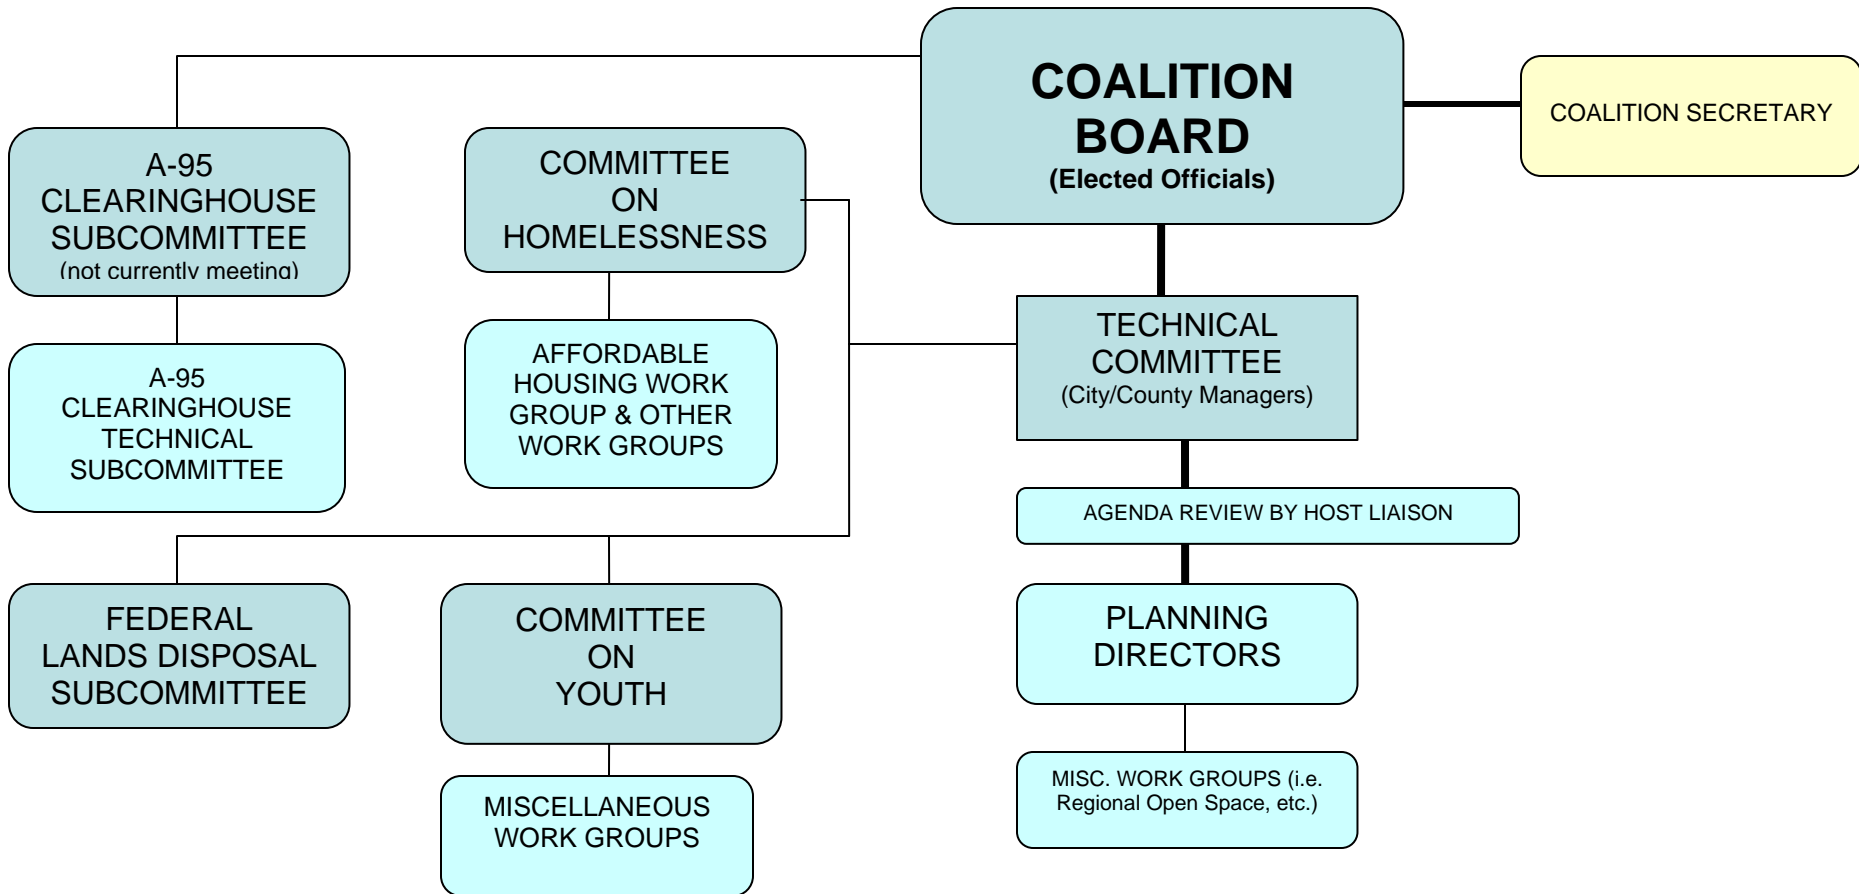 COALITION
BOARD
(Elected Officials)
COALITION SECRETARY
A-95
CLEARINGHOUSE
SUBCOMMITTEE
(not currently meeting)
COMMITTEE
ON
HOMELESSNESS
TECHNICAL
COMMITTEE
(City/County Managers)
A-95
CLEARINGHOUSE
TECHNICAL
SUBCOMMITTEE
AFFORDABLE
HOUSING WORK
GROUP & OTHER
WORK GROUPS
AGENDA REVIEW BY HOST LIAISON
FEDERAL
LANDS DISPOSAL
SUBCOMMITTEE
COMMITTEE
ON
YOUTH
PLANNING
DIRECTORS
MISCELLANEOUS
WORK GROUPS
MISC. WORK GROUPS (i.e.
Regional Open Space, etc.)